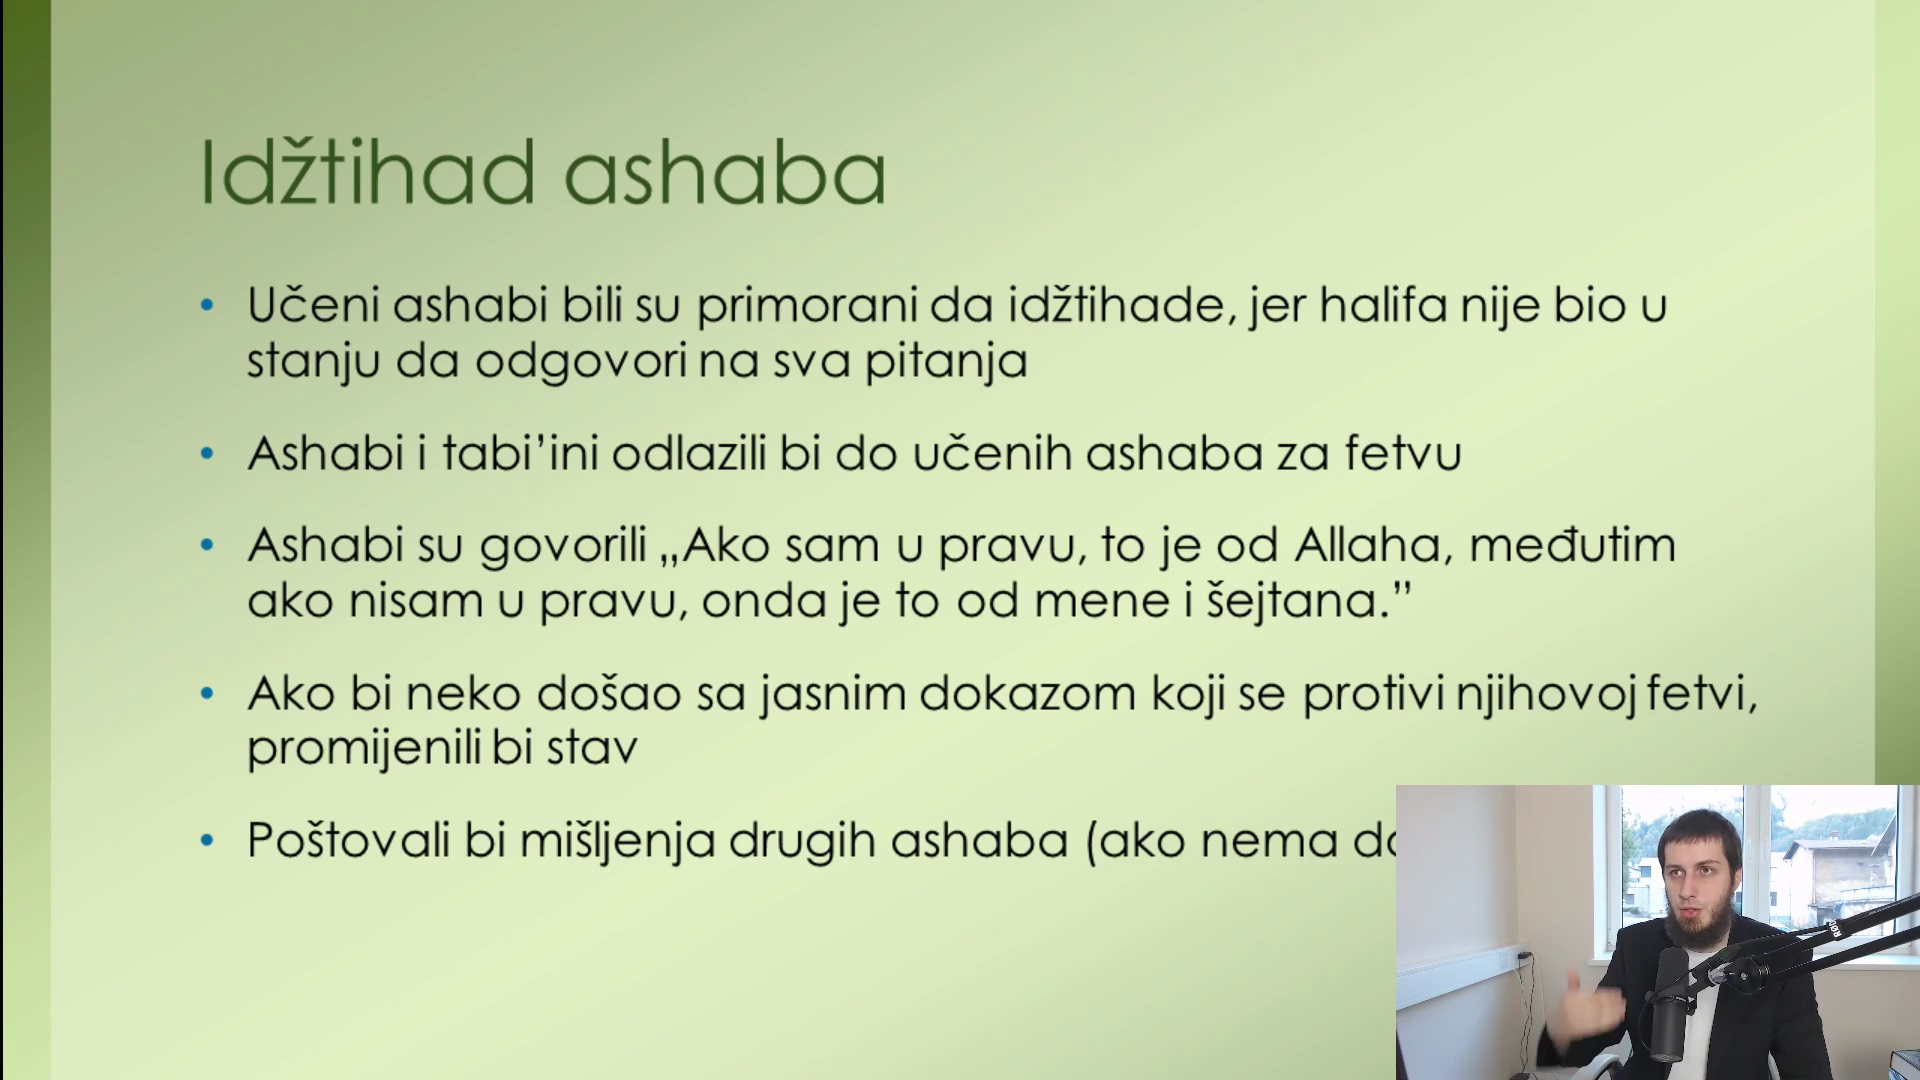 Idžtihad ashaba
• Učeni ashabi bili su primorani da idžtihade, jer halifa nije bio u
stanju da odgovori na sva pitanja
• Ashabi i tabi’ini odlazili bi do učenih ashaba za fetvu
• Ashabi su govorili „Ako sam u pravu, to je od Allaha, međutim
ako nisam u pravu, onda je to od mene i šejtana.”
• Ako bi neko došao sa jasnim dokazom koji se protivi njihovoj fetvi,
promijenili bi stav
• Poštovali bi mišljenja drugih ashaba (ako nema